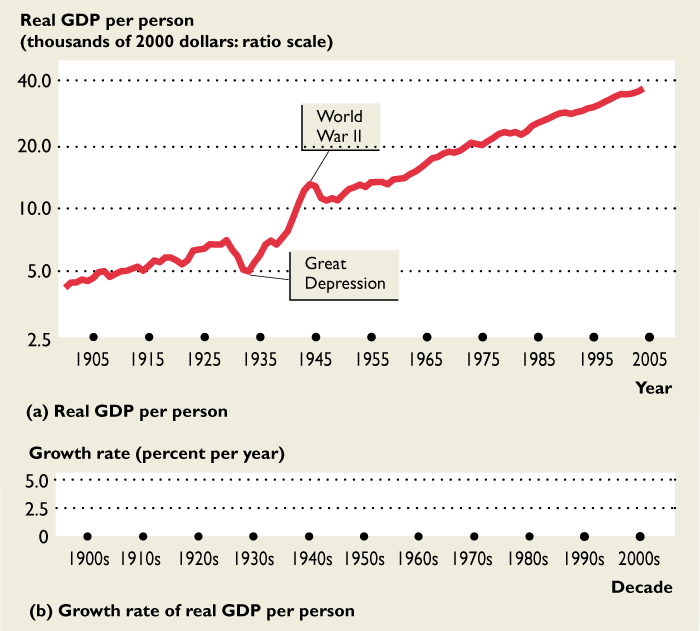 Real GDP per person
(thousands of 2000 dollars: ratio scale)
40.0
World
War II
20.0
10.0
Great
Depression
5.0
2.5
1905 1915 1925 1935 1945 1955 1965 1975 1985 1995 2005
Year
(a) Real GDP per person
Growth rate (percent per year)
5.0
2.5
0
1900s 1910s 1920s 1930s 1940s 1950s 1960s 1970s 1980s 1990s 2000s
Decade
(b) Growth rate of real GDP per person